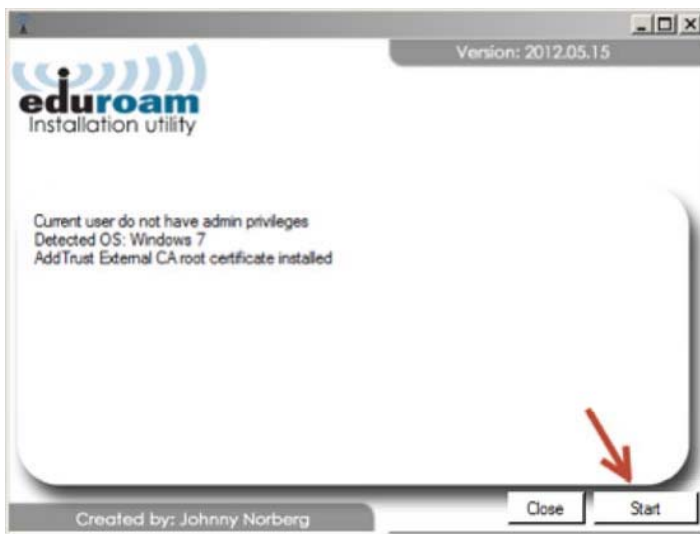 Version: 2012.05.15
eduroam
Installation utility
Current user do not have admin privileges
Detected OS: Windows 7
AddTrust External CA root certificate installed
Close
Start
Created by: Johnny Norberg